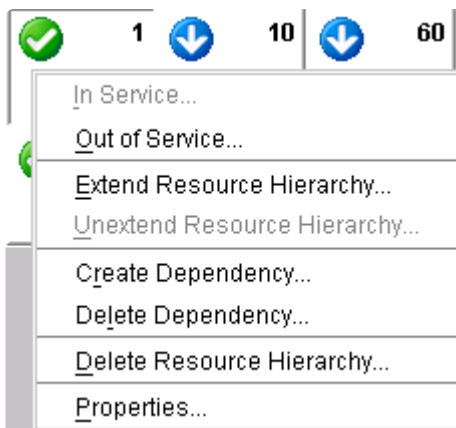 1 10 60
In Service...
Out of Service...
Extend Resource Hierarchy...
Unextend Resource Hierarchy...
Create Dependency...
Delete Dependency...
Delete Resource Hierarchy...
Properties...